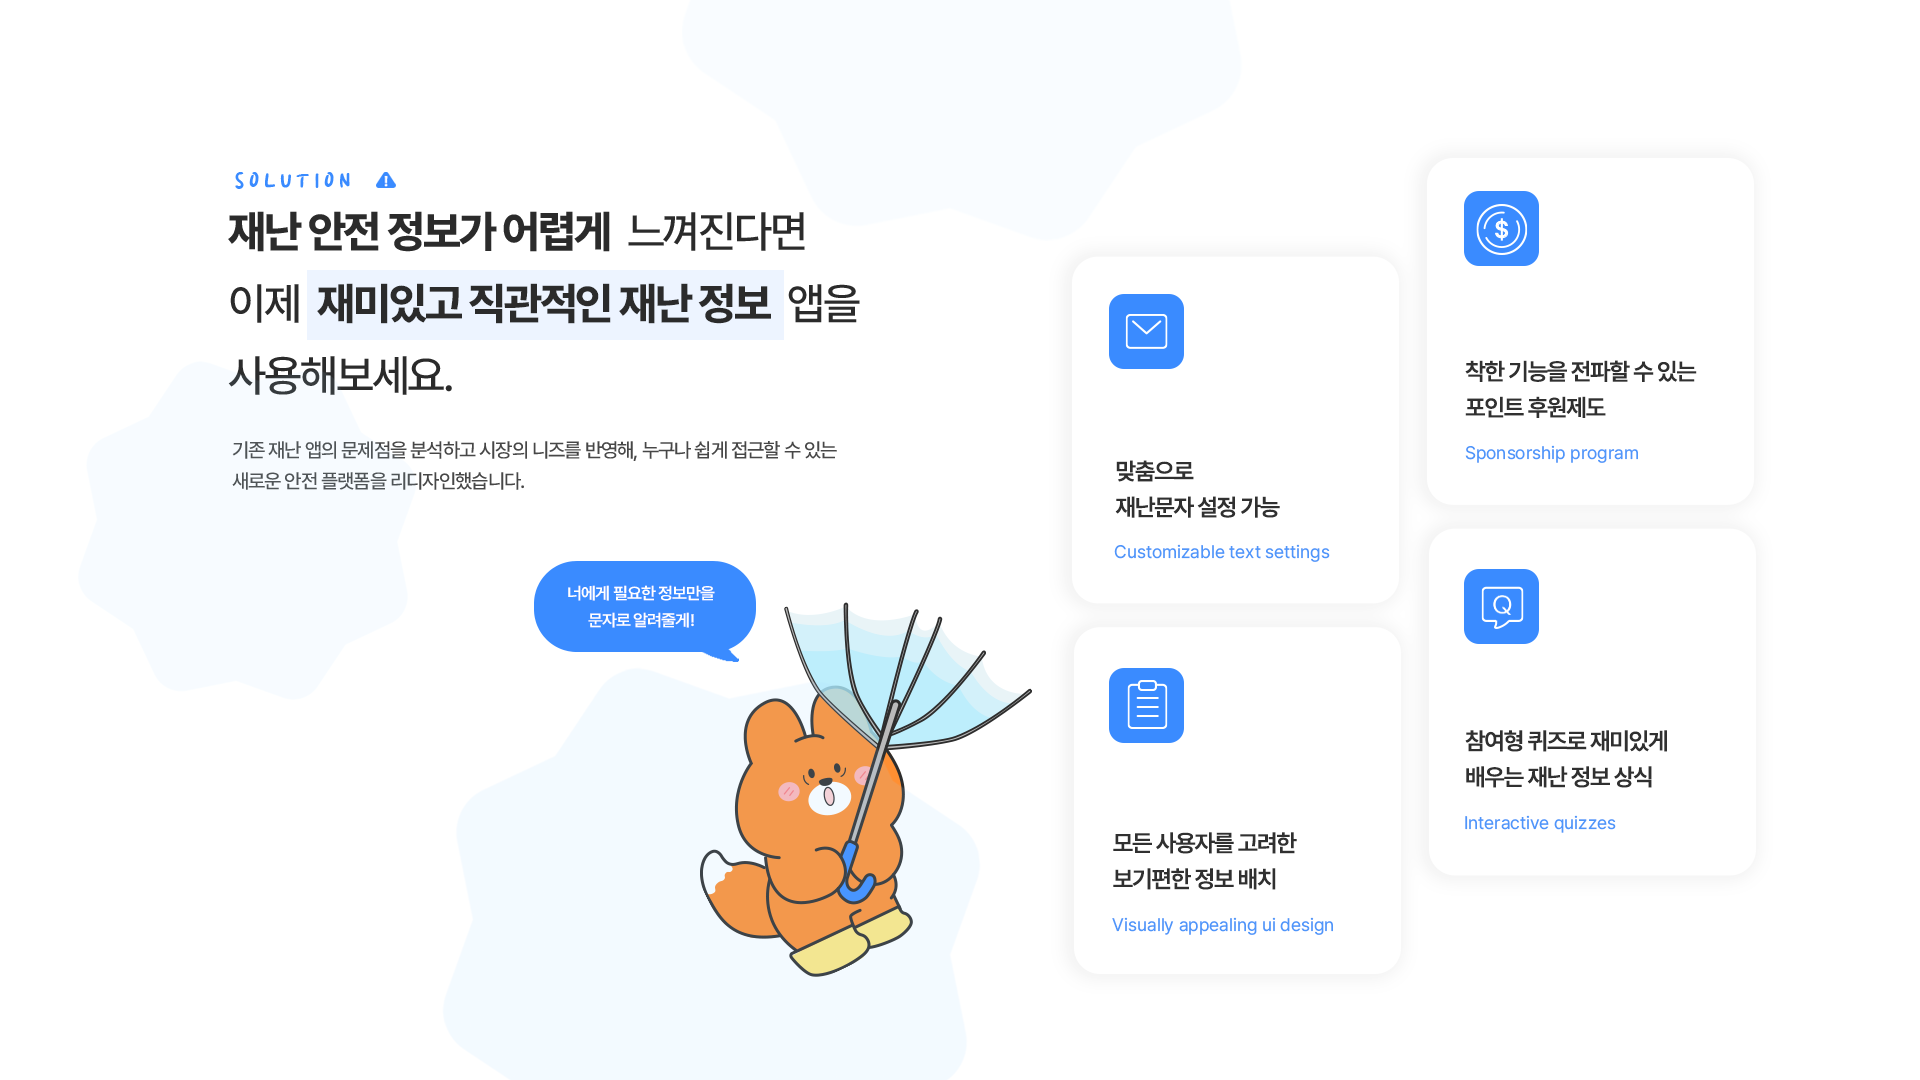 SOLUTION
재난 안전 정보가 어렵게 느껴진다면
이제 재미있고 직관적인 재난 정보 앱을
사용해보세요.
기존 재난 앱의 문제점을 분석하고 시장의 니즈를 반영해, 누구나 쉽게 접근할 수 있는
새로운 안전 플랫폼을 리디자인했습니다.
너에게 필요한 정보만을
문자로 알려줄게!
맞춤으로
재난문자 설정 가능
Customizable text settings
모든 사용자를 고려한
보기편한 정보 배치
Visually appealing ui design
$
착한 기능을 전파할 수 있는
포인트 후원제도
Sponsorship program
Q
참여형 퀴즈로 재미있게
배우는 재난 정보 상식
Interactive quizzes